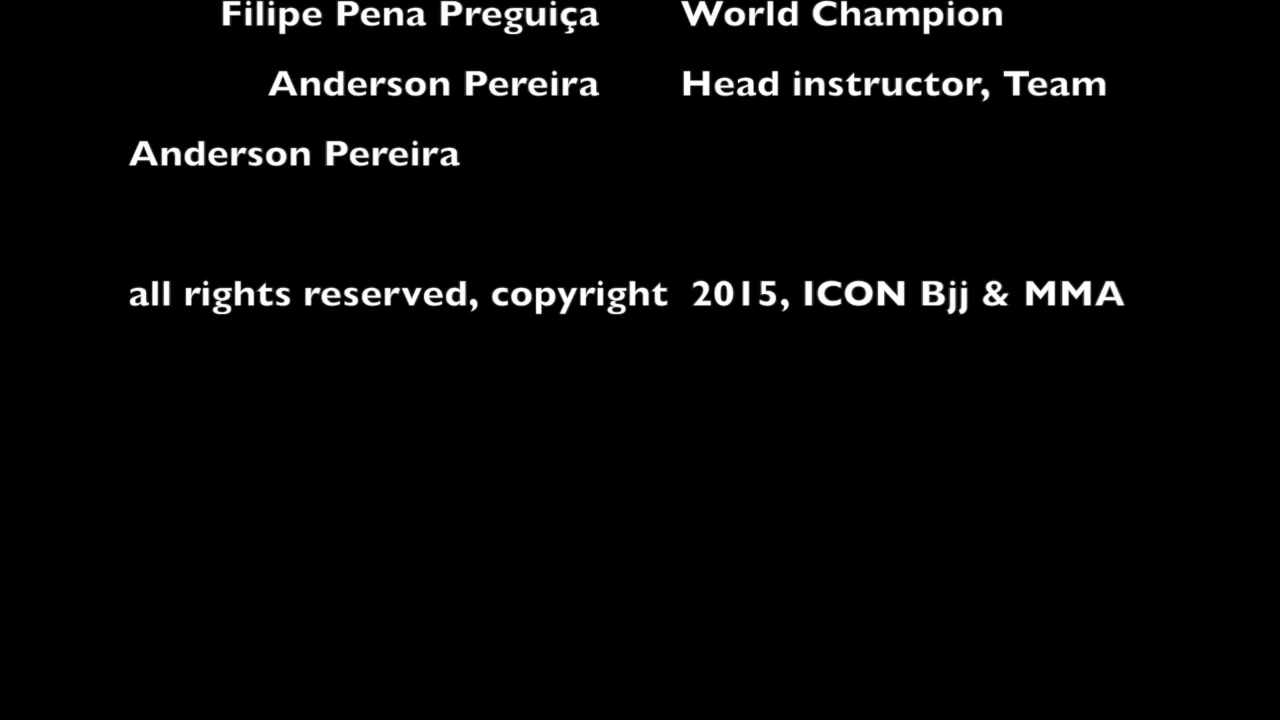 Filipe Pena Preguiça World Champion
Anderson Pereira Head instructor, Team
Anderson Pereira
all rights reserved, copyright 2015, ICON Bjj & MMA